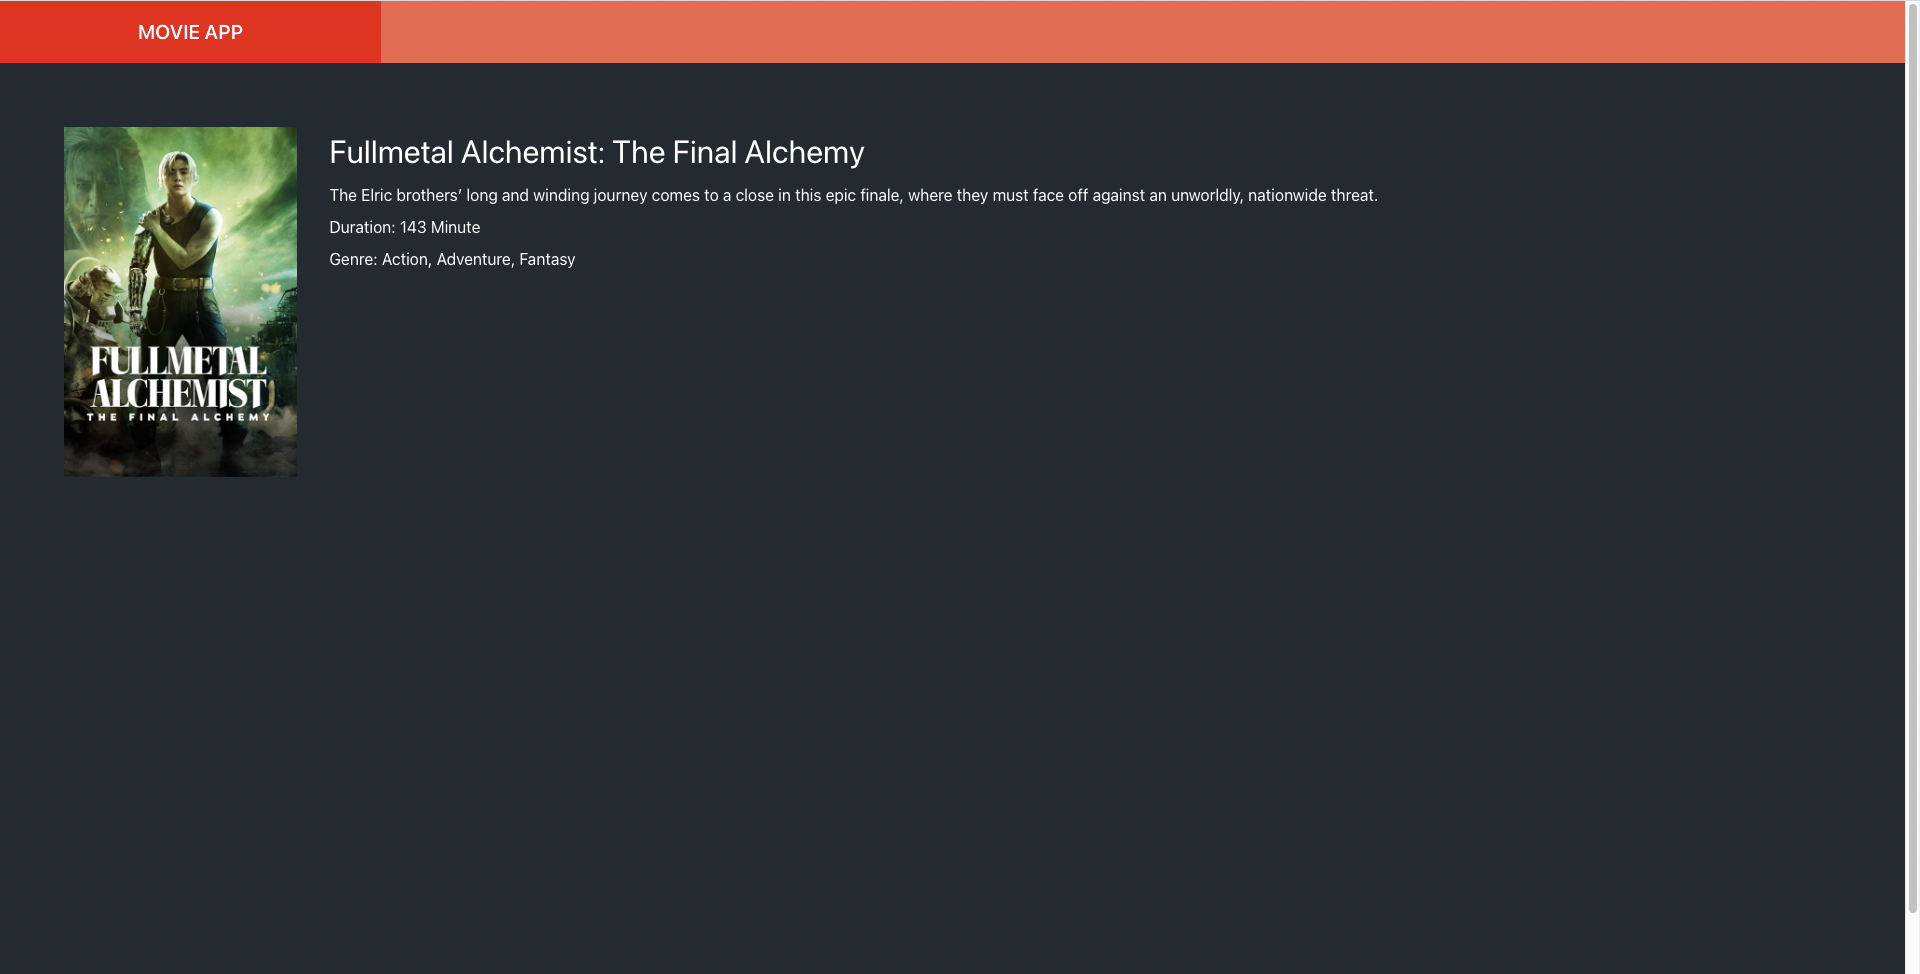 MOVIE APP
Fullmetal Alchemist: The Final Alchemy
The Elric brothers’ long and winding journey comes to a close in this epic finale, where they must face off against an unworldly, nationwide threat.
Duration: 143 Minute
Genre: Action, Adventure, Fantasy
FULLMETAL
ALCHEMIST
THE FINAL ALCHEMY